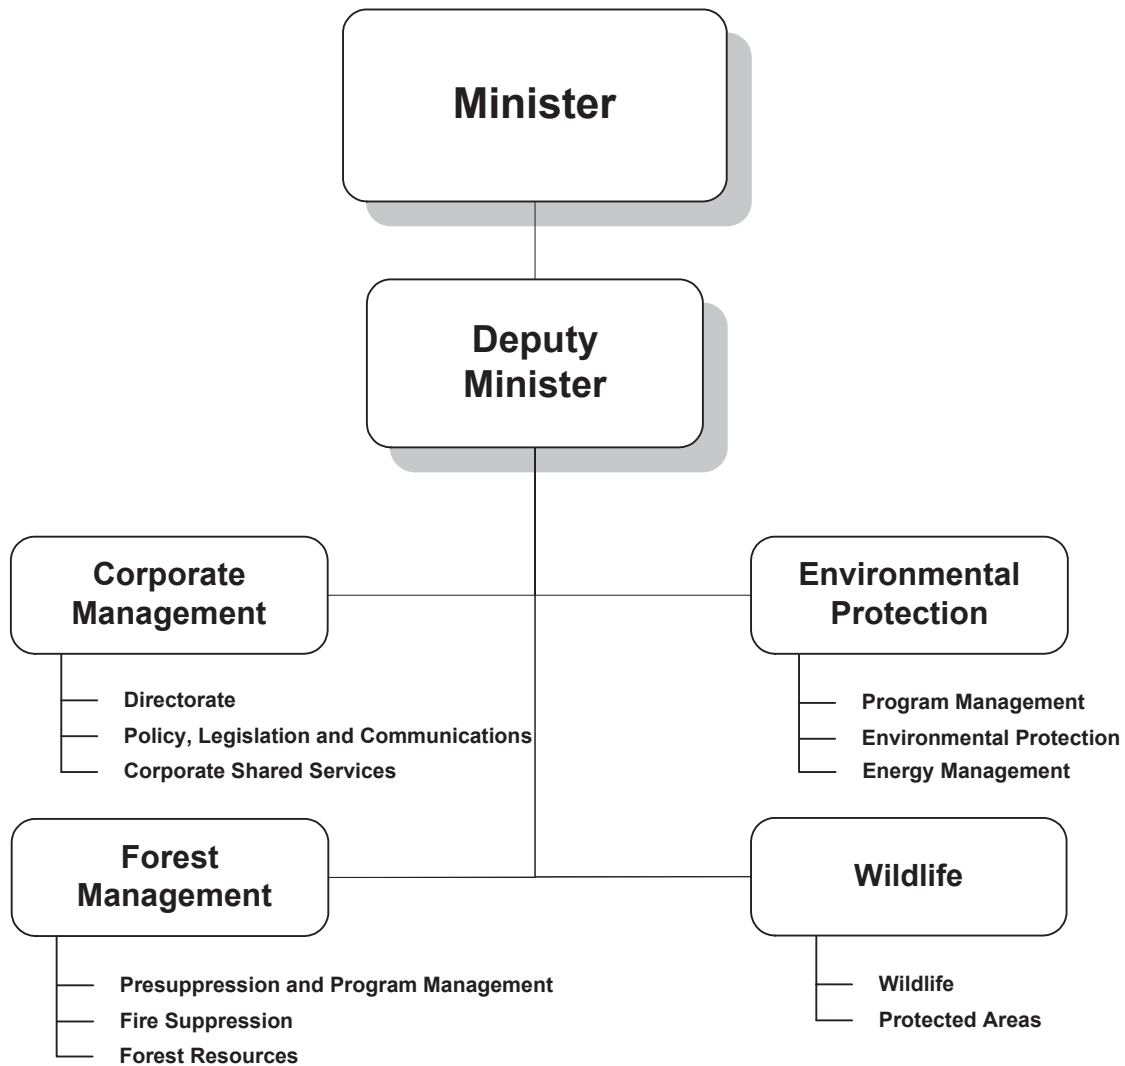 Minister
Deputy
Minister
Corporate
Management
Directorate
Policy, Legislation and Communications
Corporate Shared Services
Environmental
Protection
Program Management
Environmental Protection
Energy Management
Forest
Management
Presuppression and Program Management
Fire Suppression
Forest Resources
Wildlife
Wildlife
Protected Areas